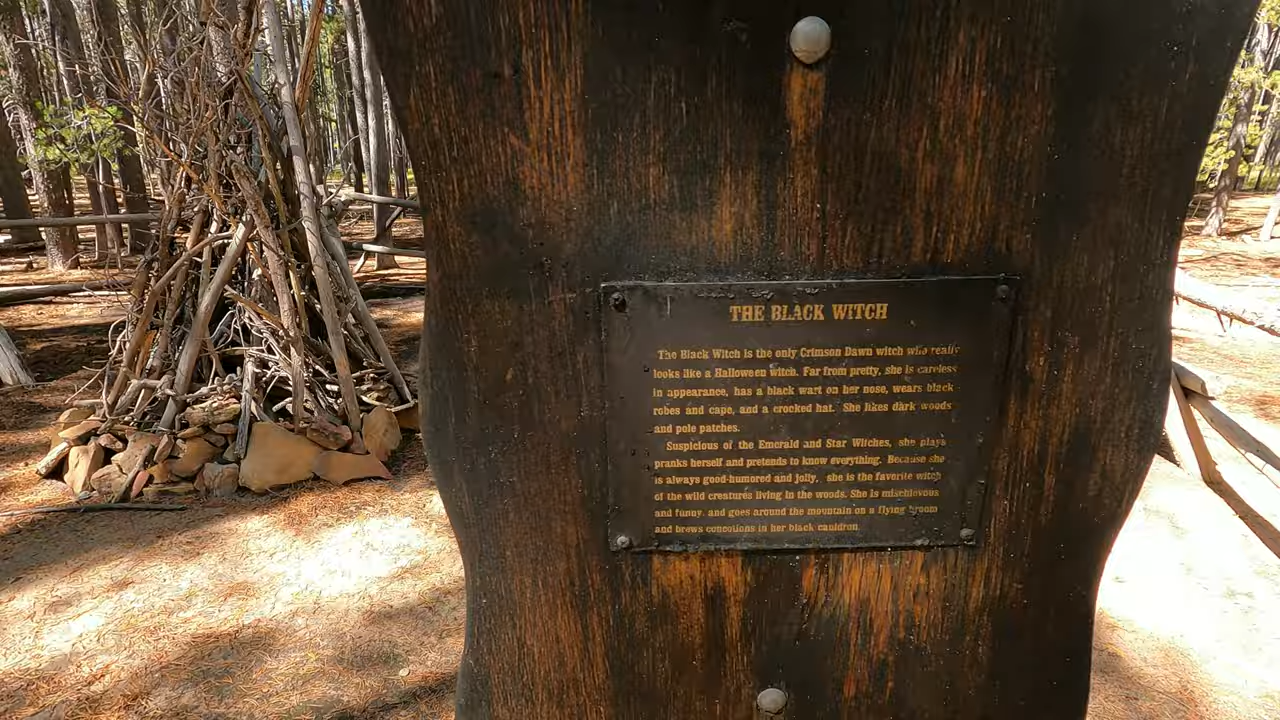 THE BLACK WITCH
The Black Witch is the only Crimson Dawn witch who really
looks like a Halloween witch. Far from pretty, she is careless
in appearance, has a black wart on her nose, wears black
robes and cape, and a crocked hat. She likes dark woods
and pole patches.
Suspicious of the Emerald and Star Witches, she plays
pranks herself and pretends to know everything. Because she
is always good-humored and jolly, she is the favorite witch
of the wild creatures living in the woods. She is mischievous
and funny, and goes around the mountain on a flying broom
and brews concotions in her black cauldron.